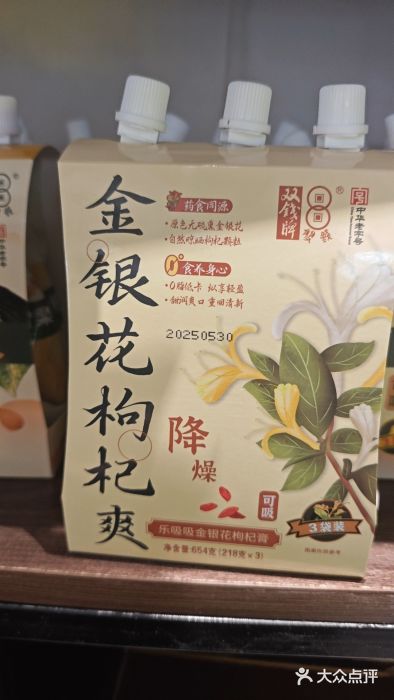 金银花枸杞爽
药食同源
·原色无硫熏金银花
·自然晾晒枸杞颗粒
0°食养身心
·0脂低卡 纵享轻盈
·甜润爽口 重回清新
20250530
双钱牌
®
中华老字号
降燥
可吸
3袋装
乐吸吸金银花枸杞膏
净含量:654克(218克×3)
大众点评